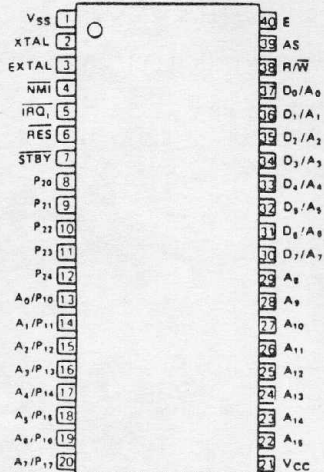 VSS 1
XTAL 2
EXTAL 3
NMI 4
IRQ1 5
RES 6
STBY 7
P20 8
P21 9
P22 10
P23 11
P24 12
A0/P10 13
A1/P11 14
A2/P12 15
A3/P13 16
A4/P14 17
A5/P15 18
A6/P16 19
A7/P17 20
40 E
39 AS
38 R/W
37 D0/A0
36 D1/A1
35 D2/A2
34 D3/A3
33 D4/A4
32 D5/A5
31 D6/A6
30 D7/A7
29 A8
28 A9
27 A10
26 A11
25 A12
24 A13
23 A14
22 A15
21 VCC